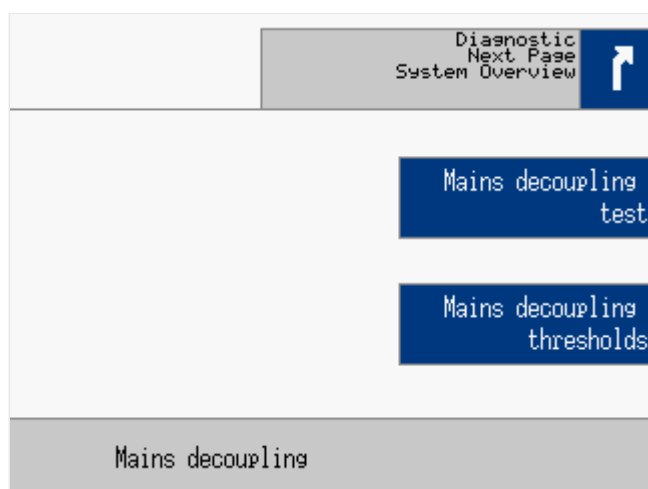 Diagnostic
Next Page
System Overview
Mains decoupling
test
Mains decoupling
thresholds
Mains decoupling